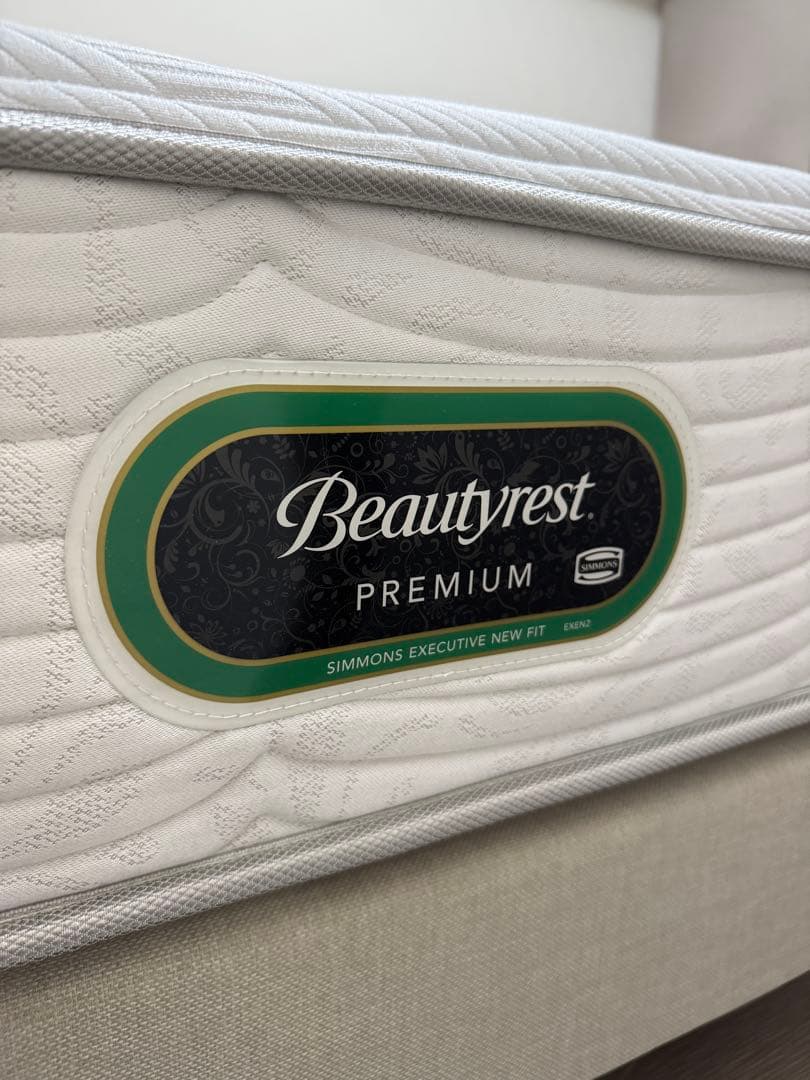 Beautyrest
PREMIUM
SIMMONS
SIMMONS EXECUTIVE NEW FIT EXEN2